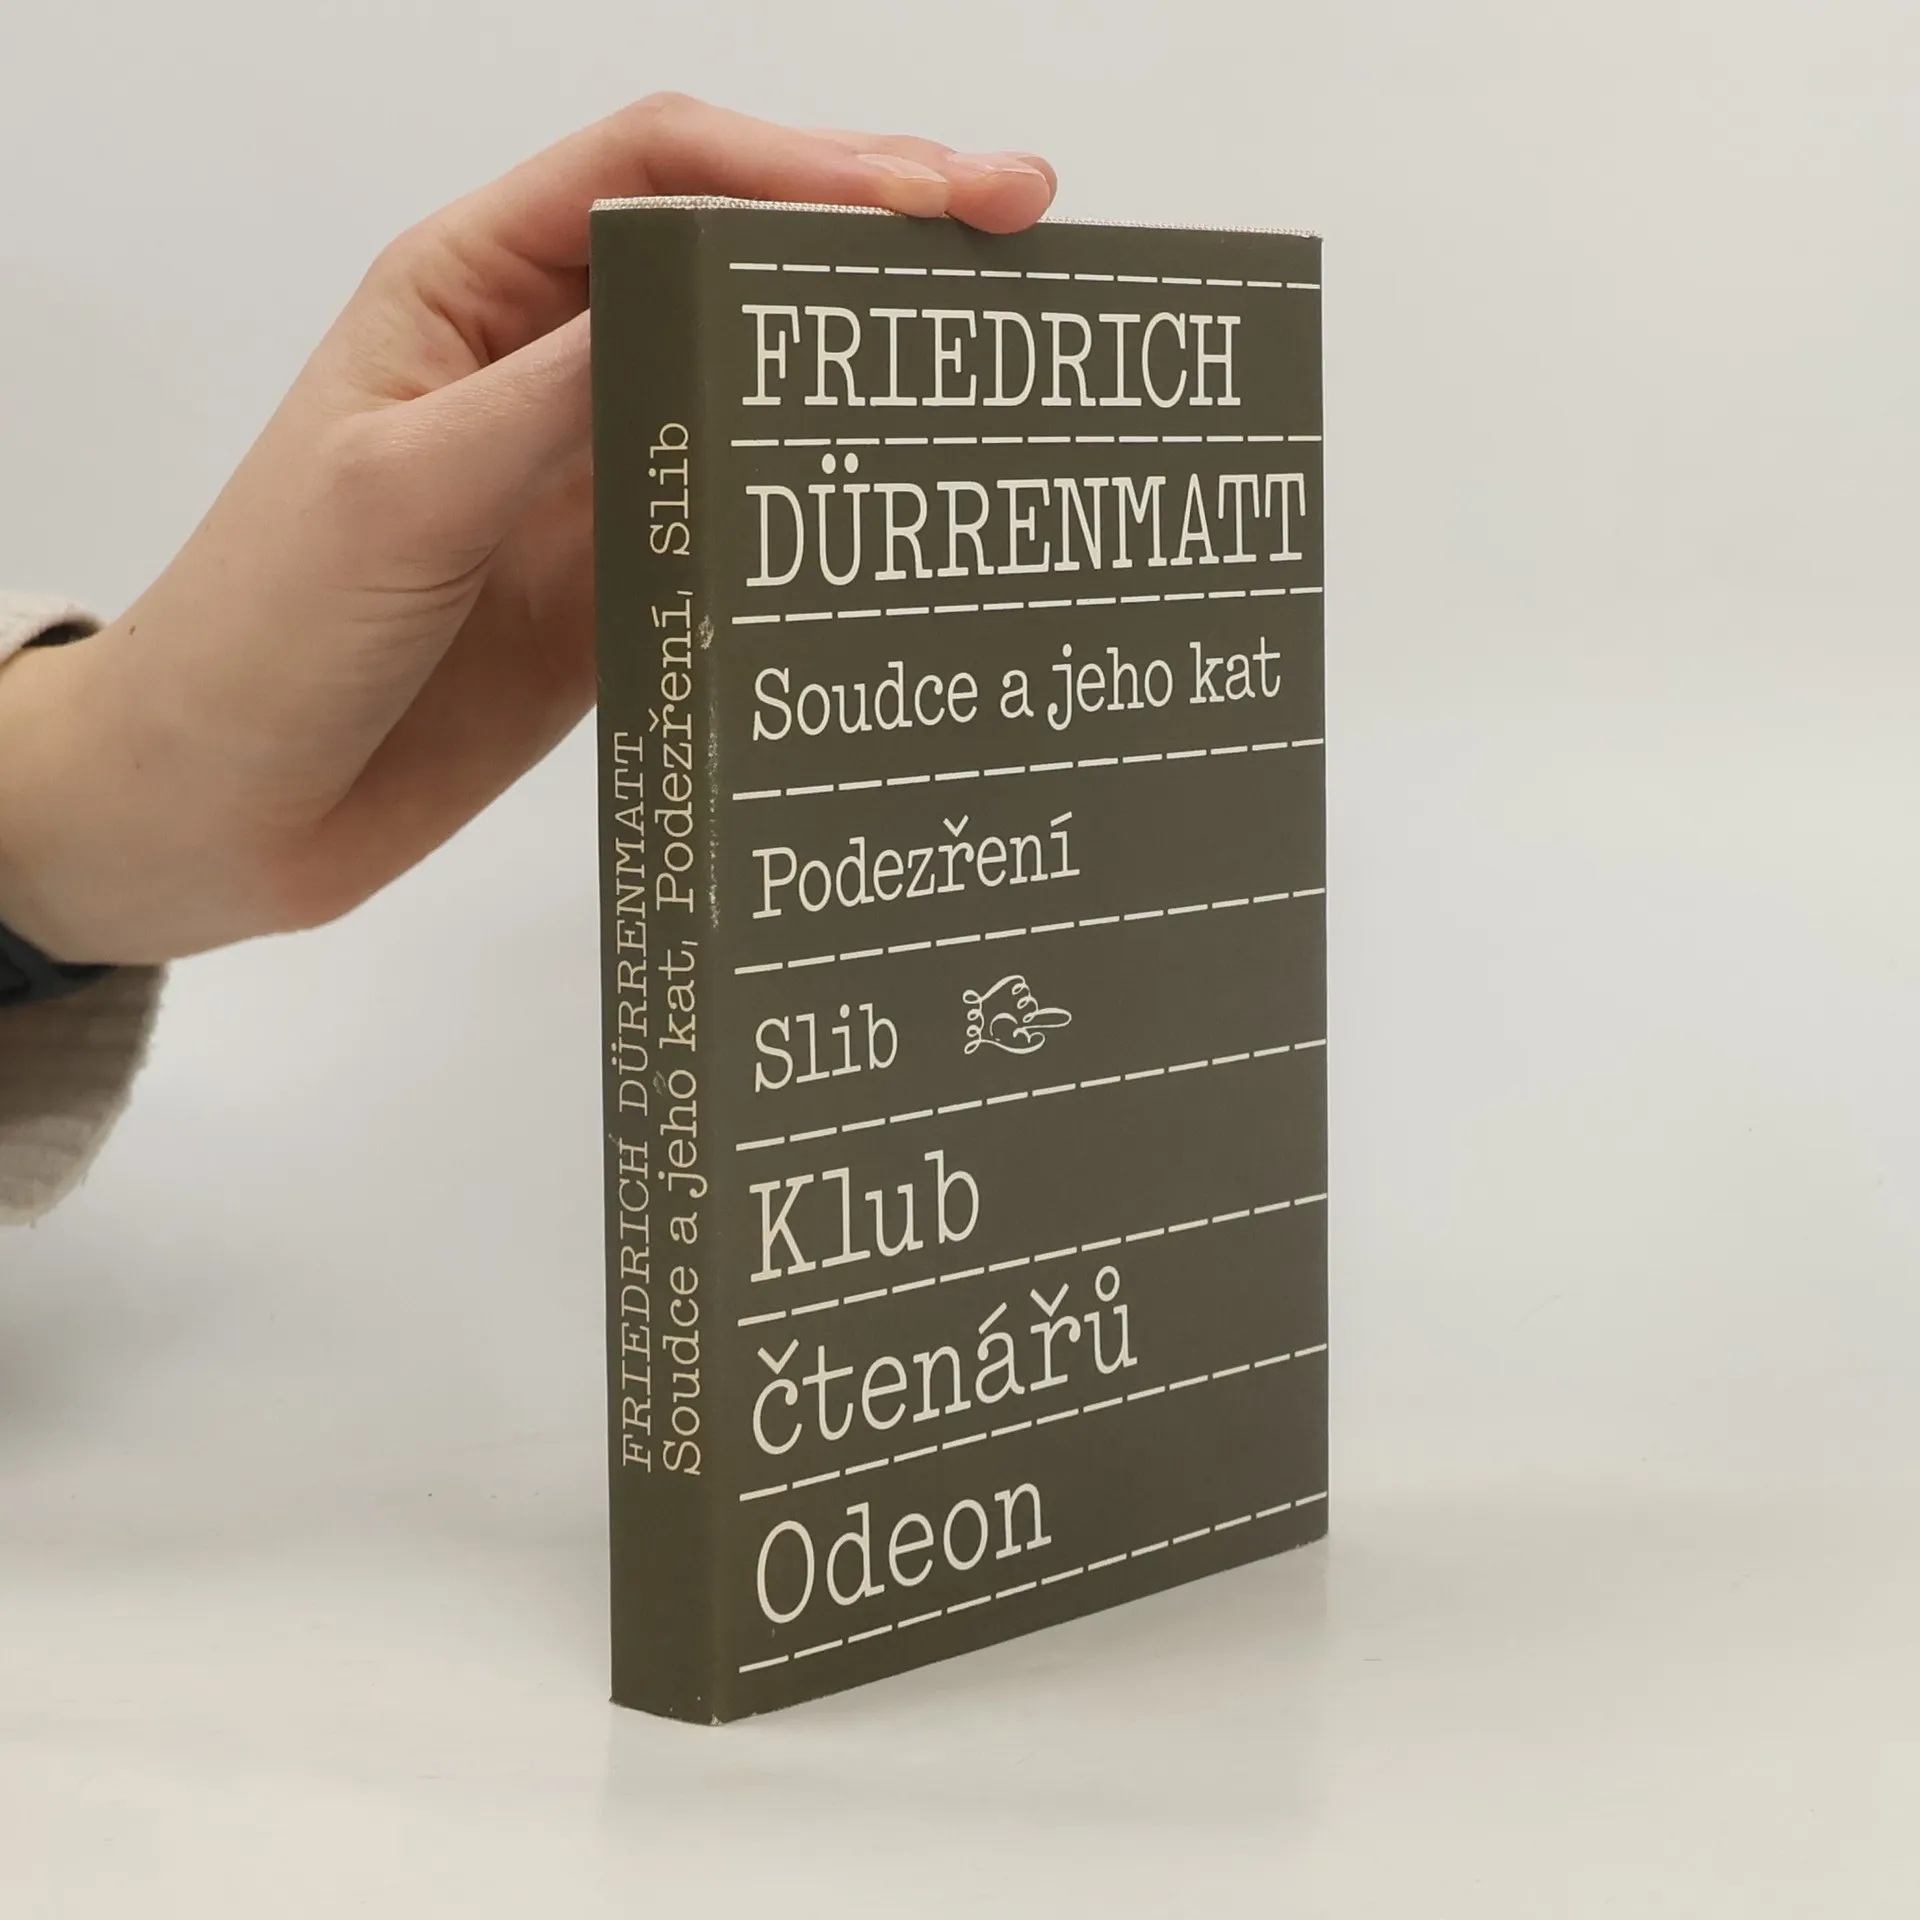 FRIEDRICH
DÜRRENMATT
Soudce a jeho kat
Podezření
Slib
Klub
čtenářů
Odeon
FRIEDRICH DÜRRENMATT
Soudce a jeho kat, Podezření, Slib